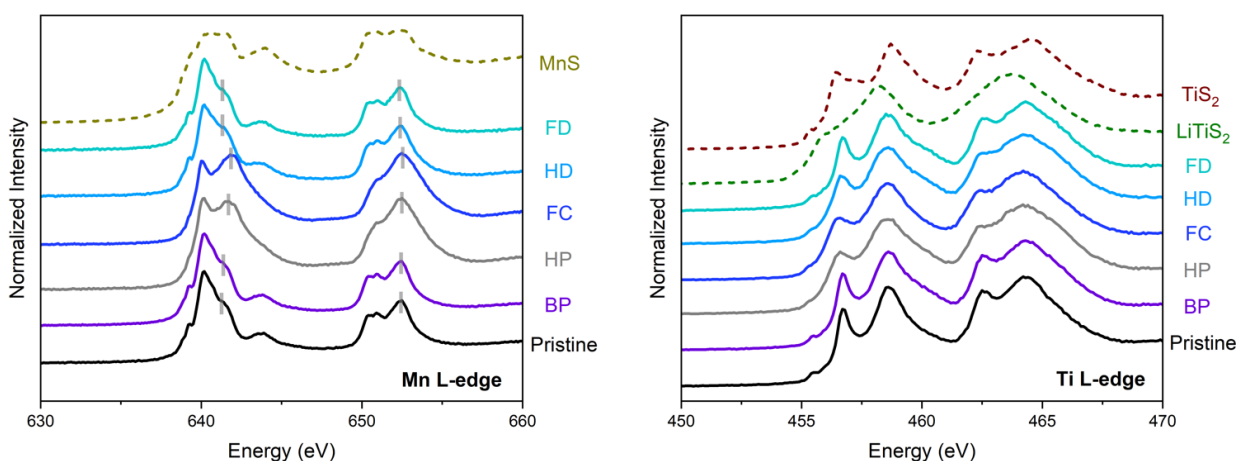 Normalized Intensity
MnS
FD
HD
FC
HP
BP
Pristine
Mn L-edge
630 640 650 660
Energy (eV)
Normalized Intensity
TiS2
LiTiS2
FD
HD
FC
HP
BP
Pristine
Ti L-edge
450 455 460 465 470
Energy (eV)